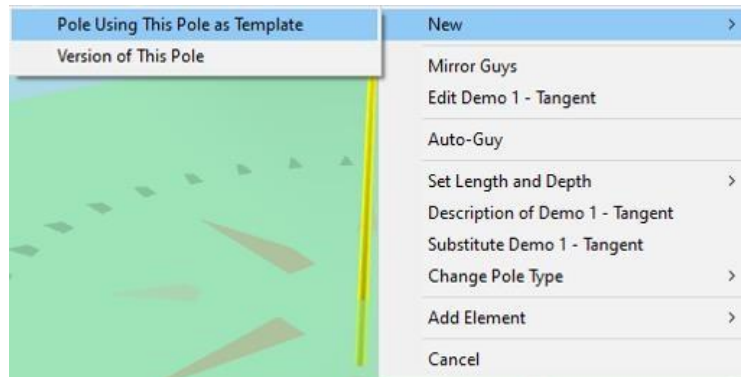 Pole Using This Pole as Template
Version of This Pole
New >
Mirror Guys
Edit Demo 1 - Tangent
Auto-Guy
Set Length and Depth >
Description of Demo 1 - Tangent
Substitute Demo 1 - Tangent
Change Pole Type >
Add Element >
Cancel